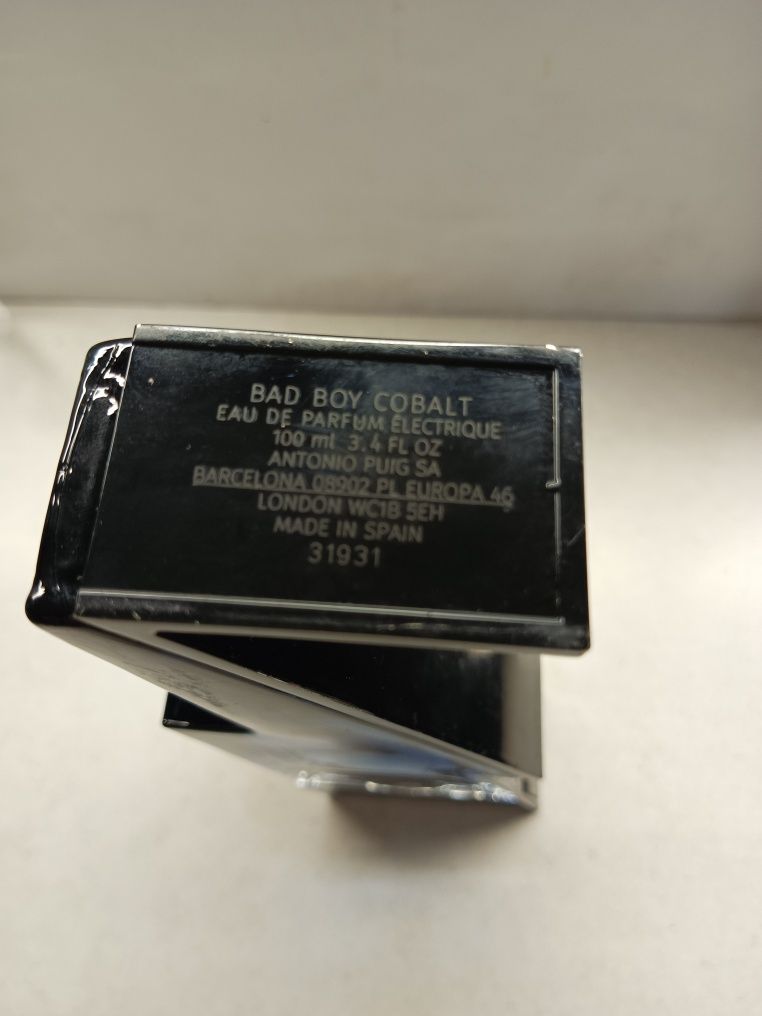 BAD BOY COBALT
EAU DE PARFUM ÉLECTRIQUE
100 ml 3.4 FL OZ
ANTONIO PUIG SA
BARCELONA 08902 PL EUROPA 46
LONDON WC1B 5EH
MADE IN SPAIN
31931